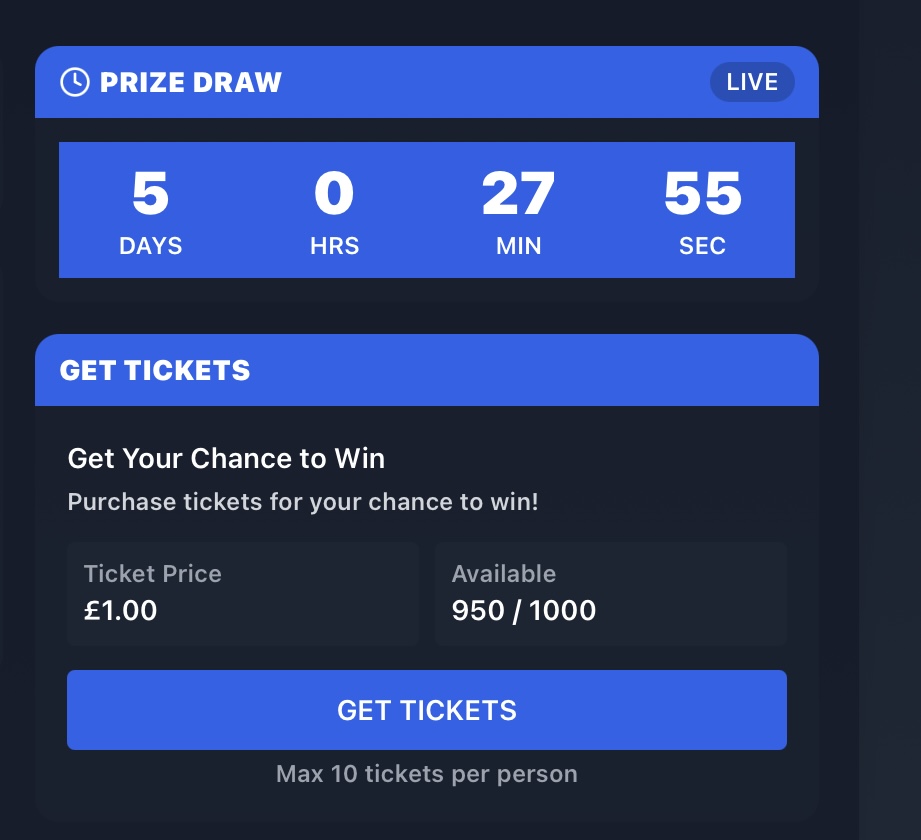 PRIZE DRAW
LIVE
5 0 27 55
DAYS HRS MIN SEC
GET TICKETS
Get Your Chance to Win
Purchase tickets for your chance to win!
Ticket Price
£1.00
Available
950 / 1000
GET TICKETS
Max 10 tickets per person